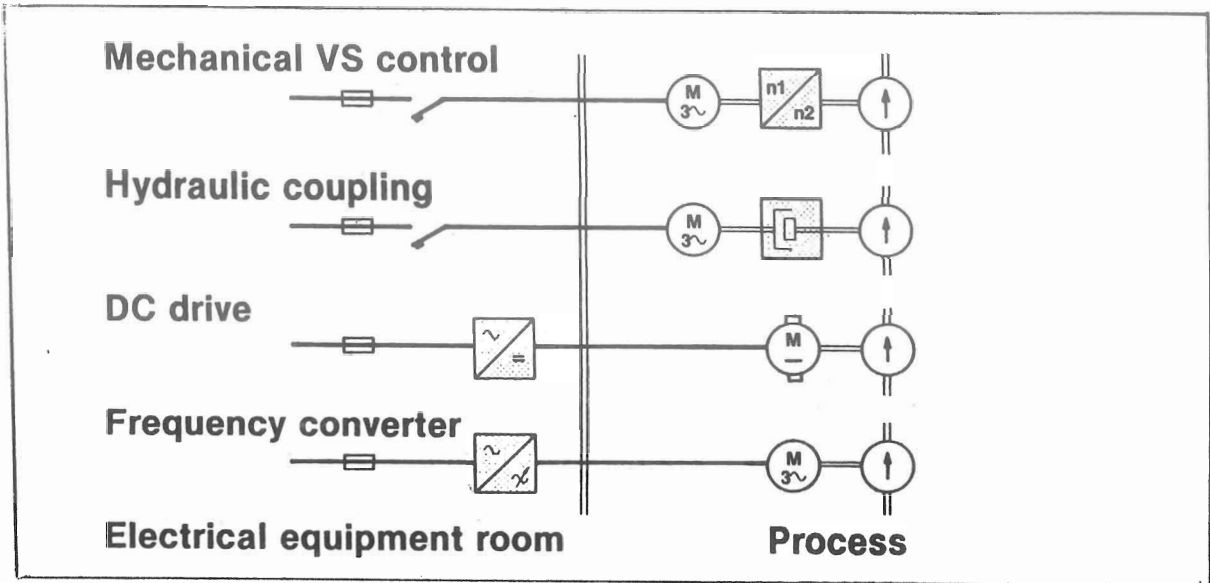 Mechanical VS control
M
3~
n1
n2
Hydraulic coupling
M
3~
DC drive
~
=
M
Frequency converter
~
M
3~
Electrical equipment room
Process